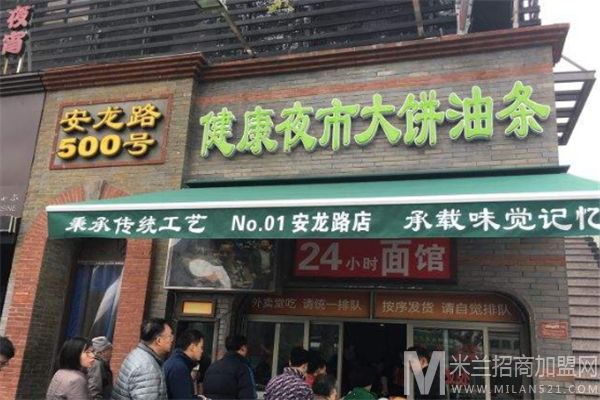 夜宵
安龙路
500号
健康夜市大饼油条
秉承传统工艺 No.01 安龙路店 承载味觉记忆
24小时 面馆
外卖堂吃 请统一排队
按序发货 请自觉排队
米兰招商加盟网
WWW.MILAN521.COM